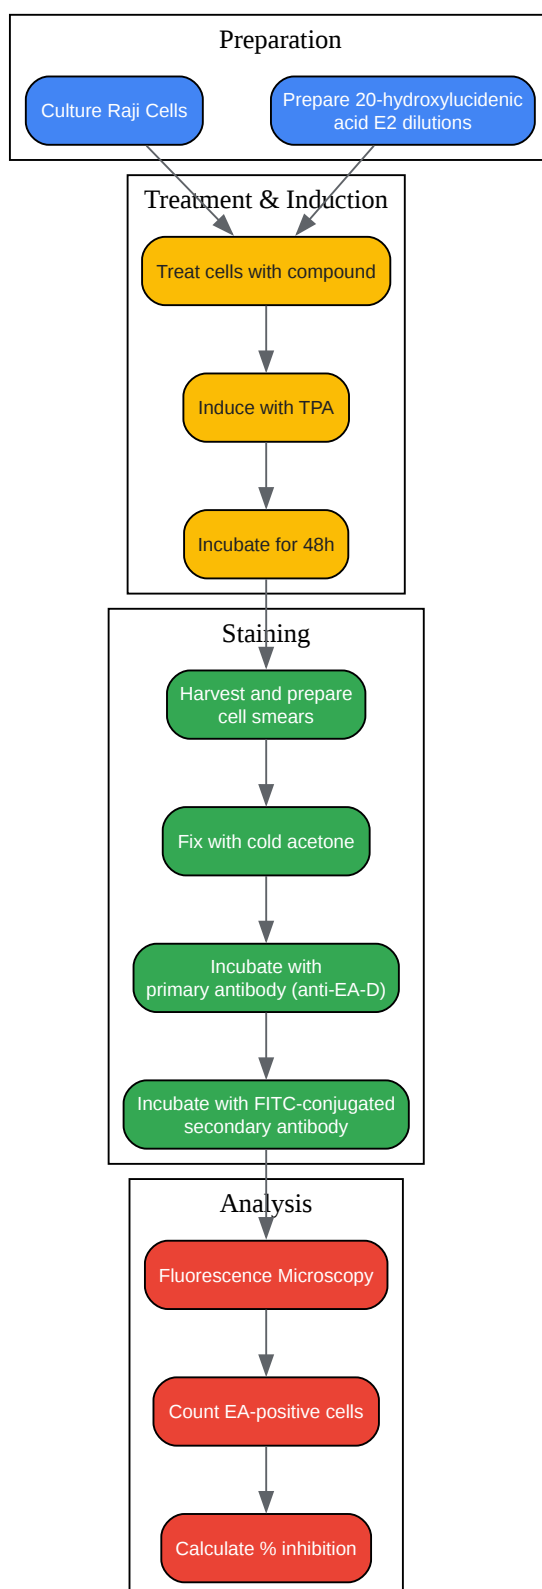 Preparation
Culture Raji Cells
Prepare 20-hydroxylucidenic
acid E2 dilutions
Treatment & Induction
Treat cells with compound
Induce with TPA
Incubate for 48h
Staining
Harvest and prepare
cell smears
Fix with cold acetone
Incubate with
primary antibody (anti-EA-D)
Incubate with FITC-conjugated
secondary antibody
Analysis
Fluorescence Microscopy
Count EA-positive cells
Calculate % inhibition